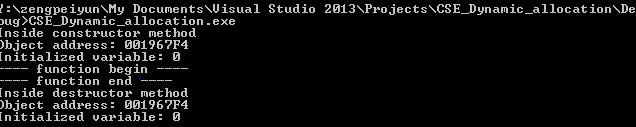 Y:\zengpeiyun\My Documents\Visual Studio 2013\Projects\CSE_Dynamic_allocation\De
bug>CSE_Dynamic_allocation.exe
Inside constructor method
Object address: 001967F4
Initialized variable: 0
---- function begin ----
---- function end ----
Inside destructor method
Object address: 001967F4
Initialized variable: 0